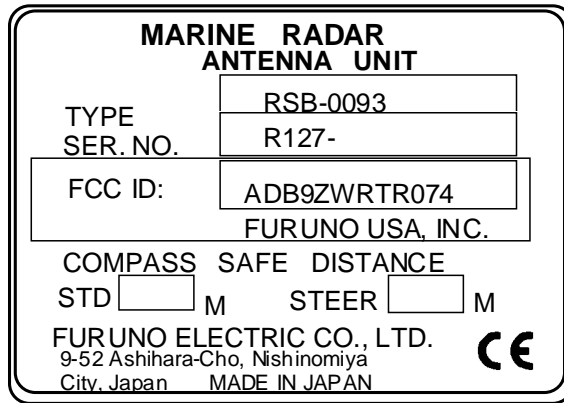 MARINE RADAR
ANTENNA UNIT
TYPE RSB-0093
SER. NO. R127-
FCC ID: ADB9ZWRTR074
FURUNO USA, INC.
COMPASS SAFE DISTANCE
STD M STEER M
FURUNO ELECTRIC CO., LTD.
9-52 Ashihara-Cho, Nishinomiya
City, Japan MADE IN JAPAN
CE